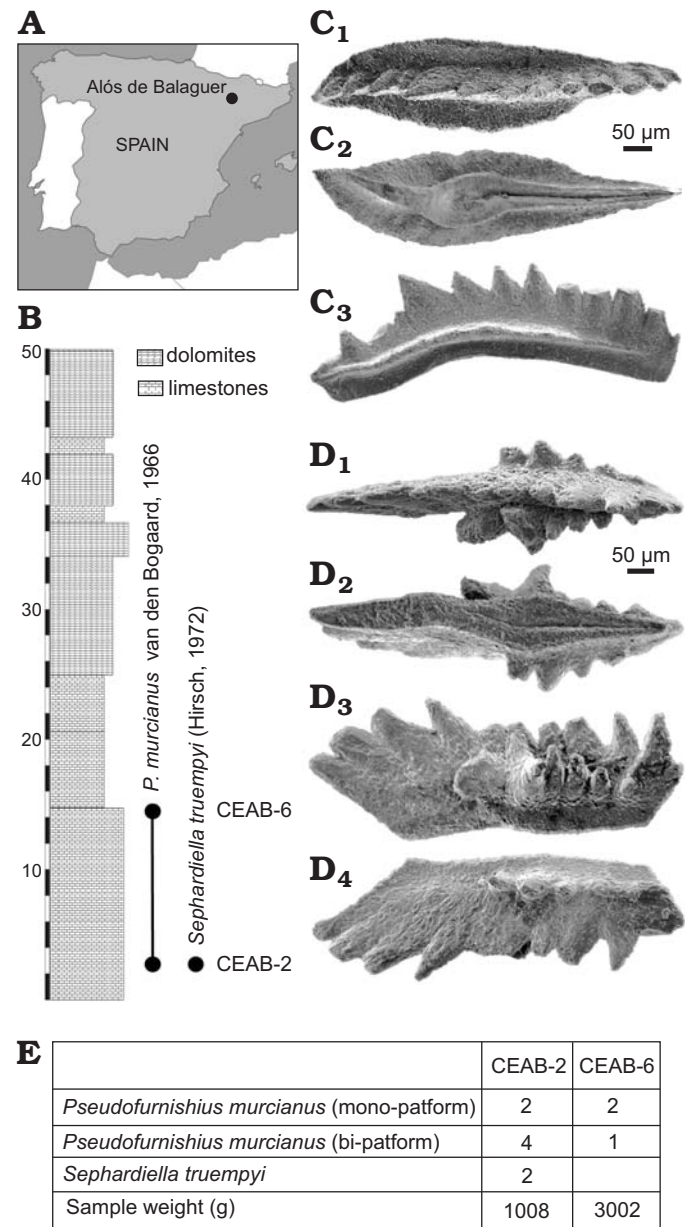 A
Alós de Balaguer
SPAIN
B
50
40
30
20
10
dolomites
limestones
P. murcianus van den Bogaard, 1966
Sephardiella truempyi (Hirsch, 1972)
CEAB-6
CEAB-2
C1
50 µm
C2
C3
D1
50 µm
D2
D3
D4
E
CEAB-2 CEAB-6
Pseudofurnishius murcianus (mono-patform) 2 2
Pseudofurnishius murcianus (bi-patform) 4 1
Sephardiella truempyi 2
Sample weight (g) 1008 3002